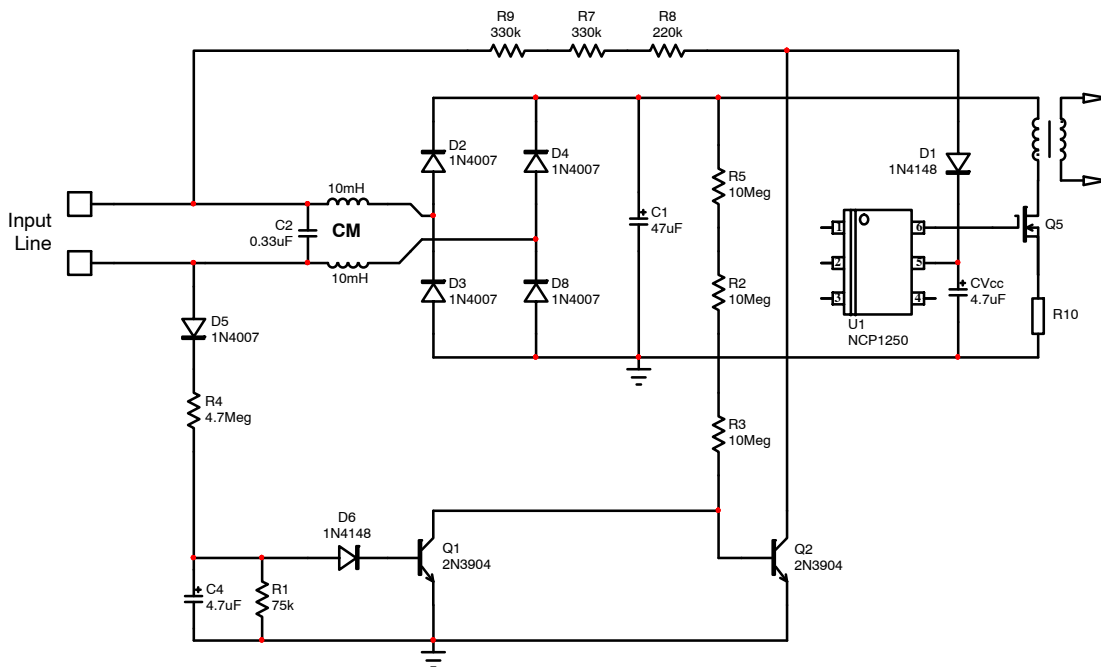 R9
330k
R7
330k
R8
220k
D2
1N4007
D4
1N4007
D1
1N4148
R5
10Meg
10mH
Input
Line
C2
0.33uF
CM
C1
47uF
Q5
1
6
2
5
3
4
10mH
D3
1N4007
D8
1N4007
R2
10Meg
CVcc
4.7uF
U1
NCP1250
R10
D5
1N4007
R4
4.7Meg
R3
10Meg
D6
1N4148
Q1
2N3904
Q2
2N3904
C4
4.7uF
R1
75k